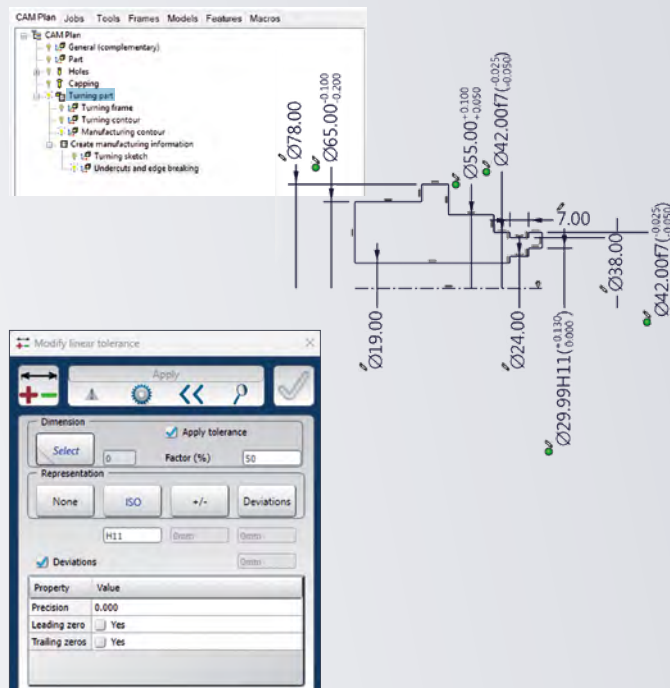 CAM Plan Jobs Tools Frames Models Features Macros
CAM Plan
General (complementary)
Part
Holes
Capping
Turning part
Turning frame
Turning contour
Manufacturing contour
Create manufacturing information
Turning sketch
Undercuts and edge breaking
Ø78.00
Ø65.00 -0.100 -0.200
Ø55.00 +0.100 +0.050
Ø42.00f7(-0.025 -0.050)
7.00
Ø19.00
Ø24.00
Ø29.99H11(+0.130 0.000)
Ø38.00
Ø42.00f7(-0.025 -0.050)
Modify linear tolerance
Apply
Dimension
Apply tolerance
Select 0 Factor (%) 50
Representation
None ISO +/- Deviations
H11 0mm 0mm
Deviations 0mm
Property Value
Precision 0.000
Leading zero Yes
Trailing zeros Yes